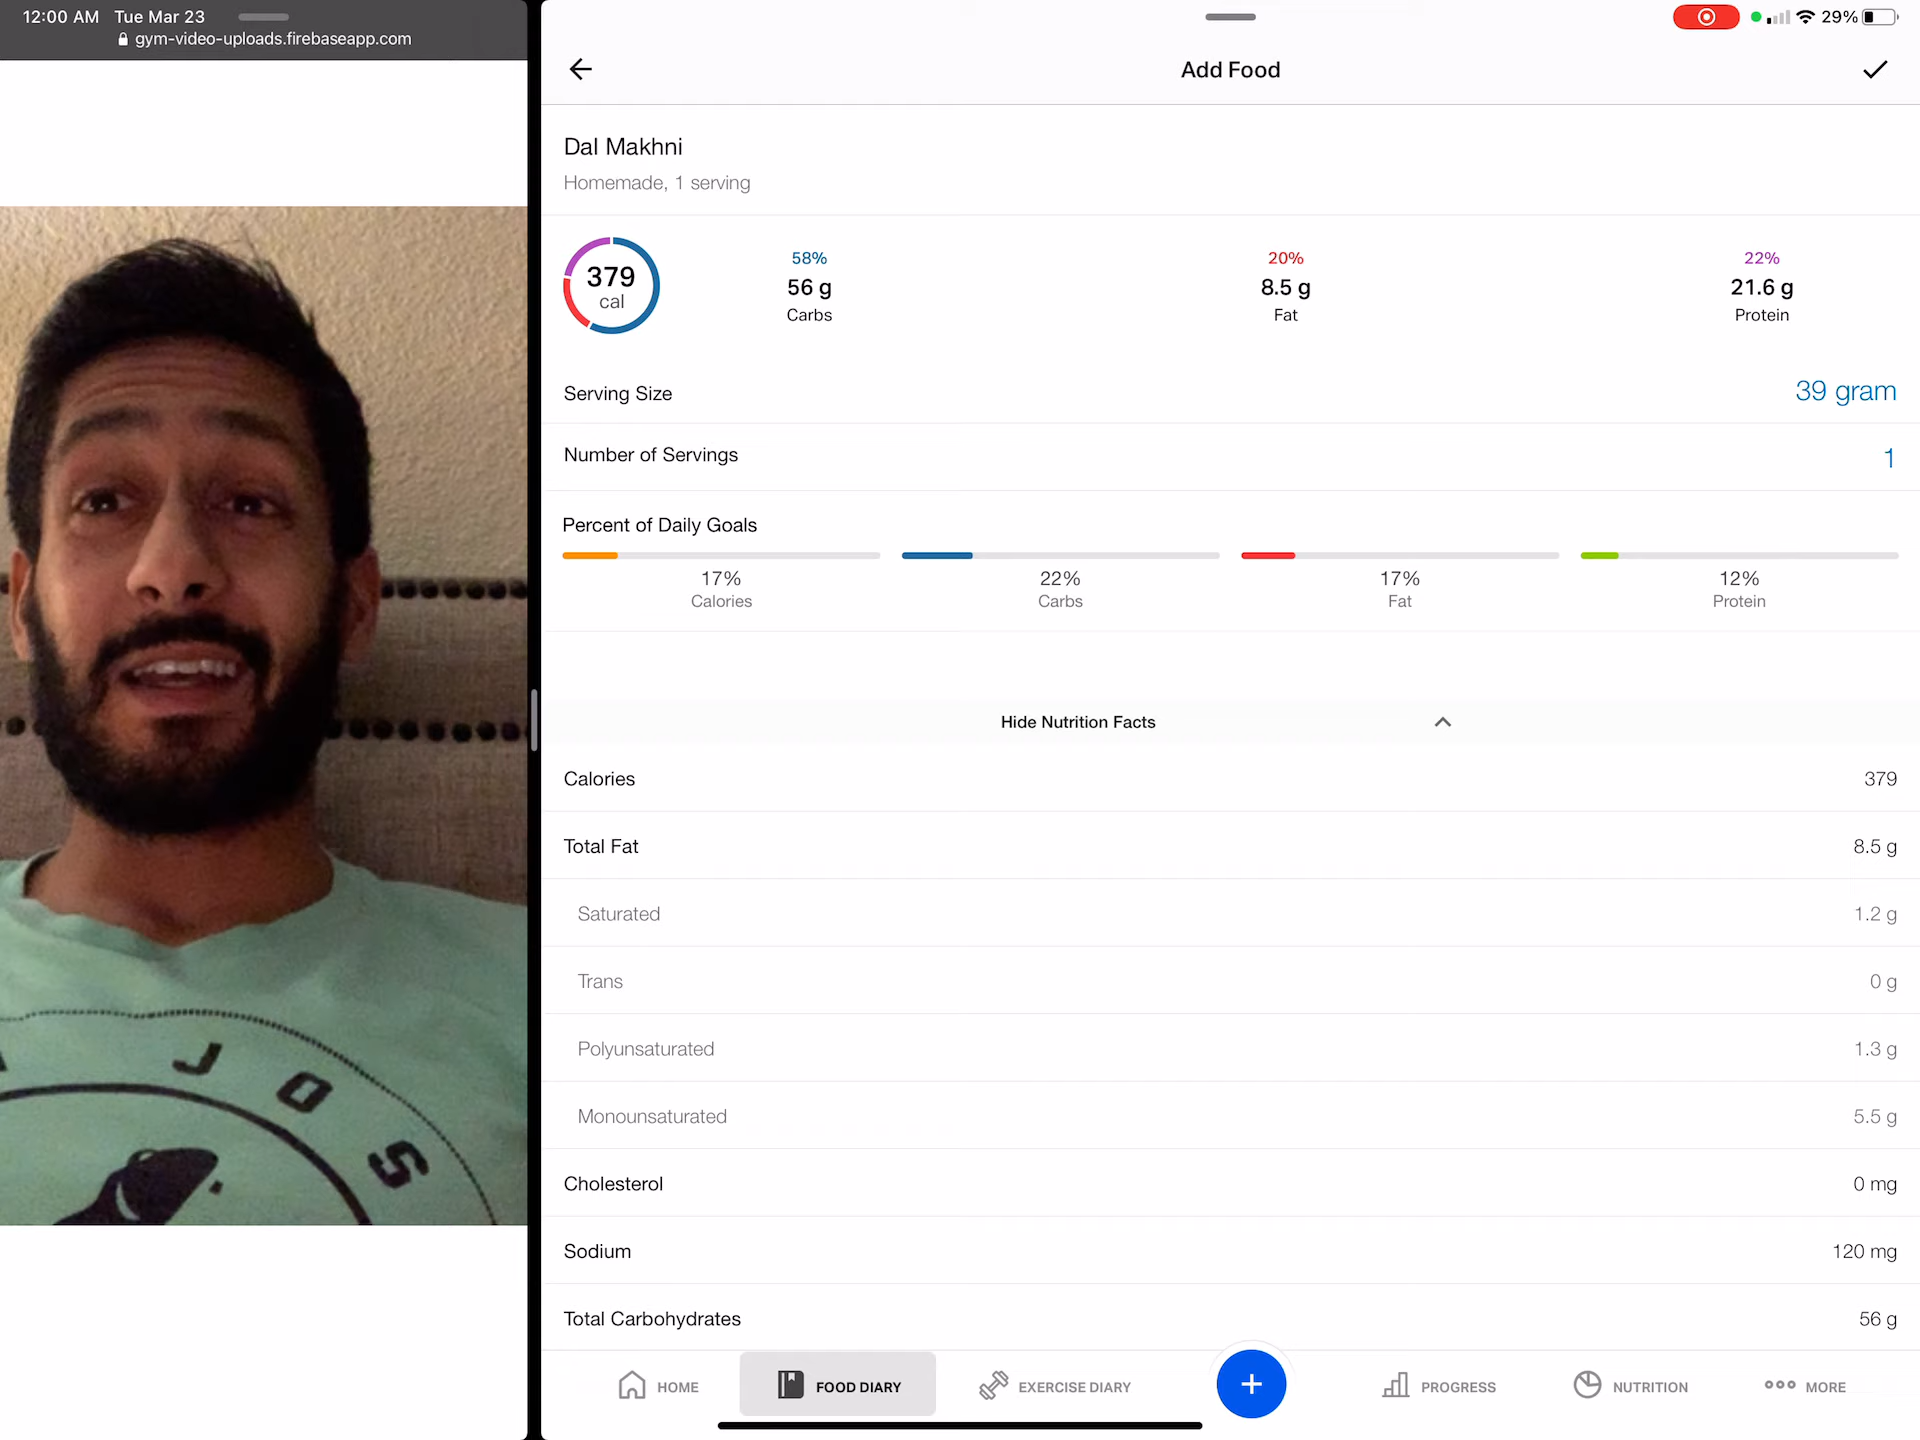 12:00 AM Tue Mar 23
gym-video-uploads.firebaseapp.com
29%
Add Food
Dal Makhni
Homemade, 1 serving
379
cal
58%
56 g
Carbs
20%
8.5 g
Fat
22%
21.6 g
Protein
Serving Size
39 gram
Number of Servings
1
Percent of Daily Goals
17%
Calories
22%
Carbs
17%
Fat
12%
Protein
Hide Nutrition Facts
Calories 379
Total Fat 8.5 g
Saturated 1.2 g
Trans 0 g
Polyunsaturated 1.3 g
Monounsaturated 5.5 g
Cholesterol 0 mg
Sodium 120 mg
Total Carbohydrates 56 g
HOME FOOD DIARY EXERCISE DIARY + PROGRESS NUTRITION MORE
JOS